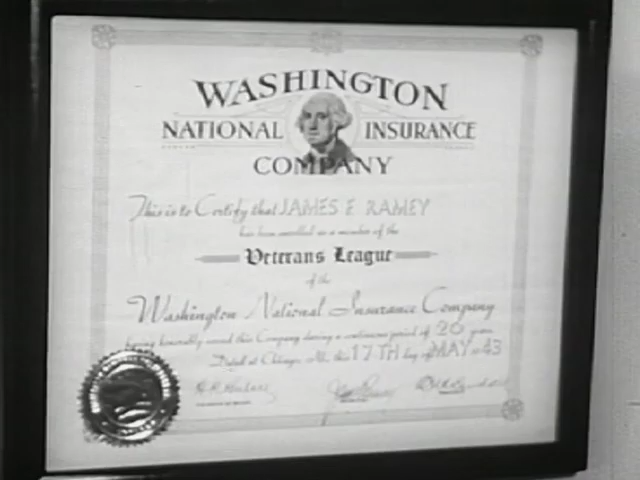 WASHINGTON
NATIONAL INSURANCE
COMPANY
This is to Certify that JAMES E RAMEY
has been enrolled as a member of the
Veterans League
of the
Washington National Insurance Company
having honorably served this Company during a continuous period of 20 years
Dated at Chicago, Ill. this 17TH day of MAY 1943